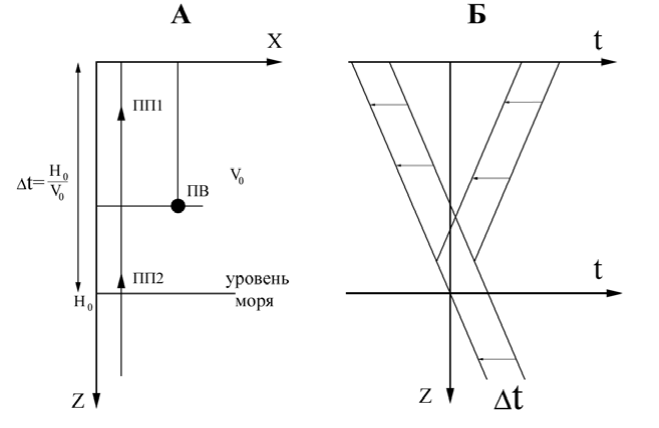 А
Б
X
t
ПП1
Δt=H₀/V₀
V₀
ПВ
ПП2
уровень
моря
H₀
t
Z
Z
Δt